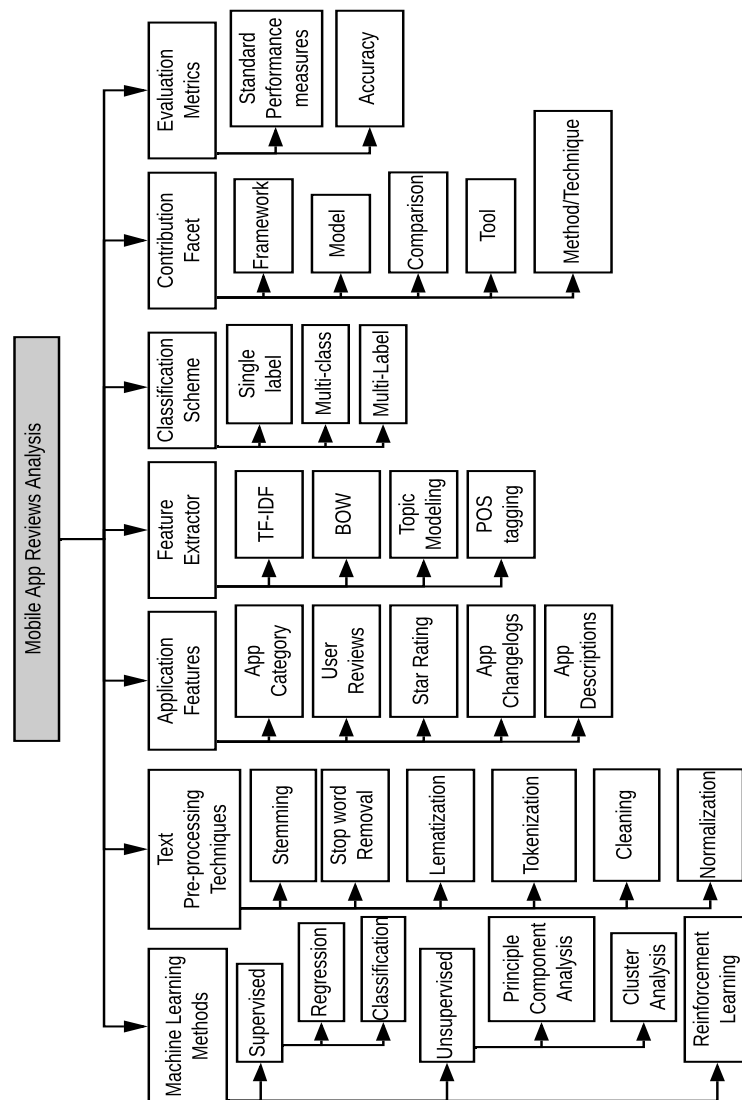 Mobile App Reviews Analysis
Machine Learning
Methods
Supervised
Regression
Classification
Unsupervised
Principle
Component
Analysis
Cluster
Analysis
Reinforcement
Learning
Text
Pre-processing
Techniques
Stemming
Stop word
Removal
Lematization
Tokenization
Cleaning
Normalization
Application
Features
App
Category
User
Reviews
Star Rating
App
Changelogs
App
Descriptions
Feature
Extractor
TF-IDF
BOW
Topic
Modeling
POS
tagging
Classification
Scheme
Single
label
Multi-class
Multi-Label
Contribution
Facet
Framework
Model
Comparison
Tool
Method/Technique
Evaluation
Metrics
Standard
Performance
measures
Accuracy